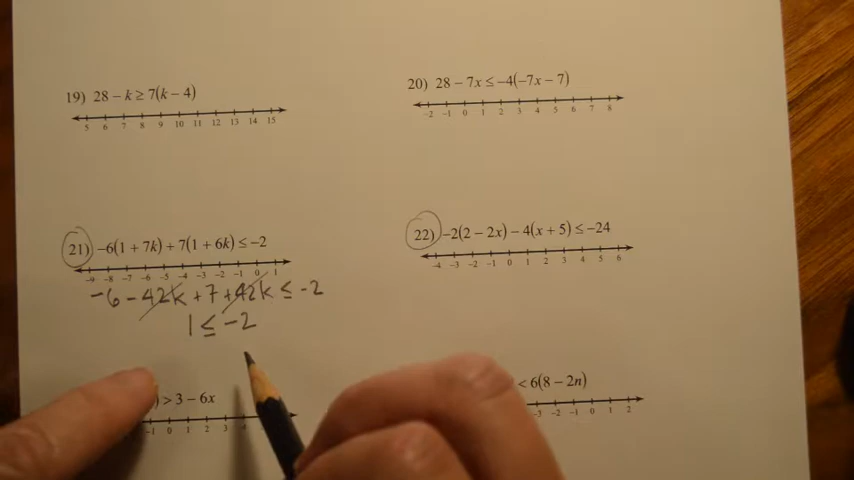 19) 28 − k ≥ 7(k − 4)
5 6 7 8 9 10 11 12 13 14 15
20) 28 − 7x ≤ −4(−7x − 7)
−2 −1 0 1 2 3 4 5 6 7 8
21) −6(1 + 7k) + 7(1 + 6k) ≤ −2
−9 −8 −7 −6 −5 −4 −3 −2 −1 0 1
−6 − 42k + 7 + 42k ≤ −2
1 ≤ −2
22) −2(2 − 2x) − 4(x + 5) ≤ −24
−4 −3 −2 −1 0 1 2 3 4 5 6
) > 3 − 6x
−1 0 1 2 3 4
< 6(8 − 2n)
−3 −2 −1 0 1 2